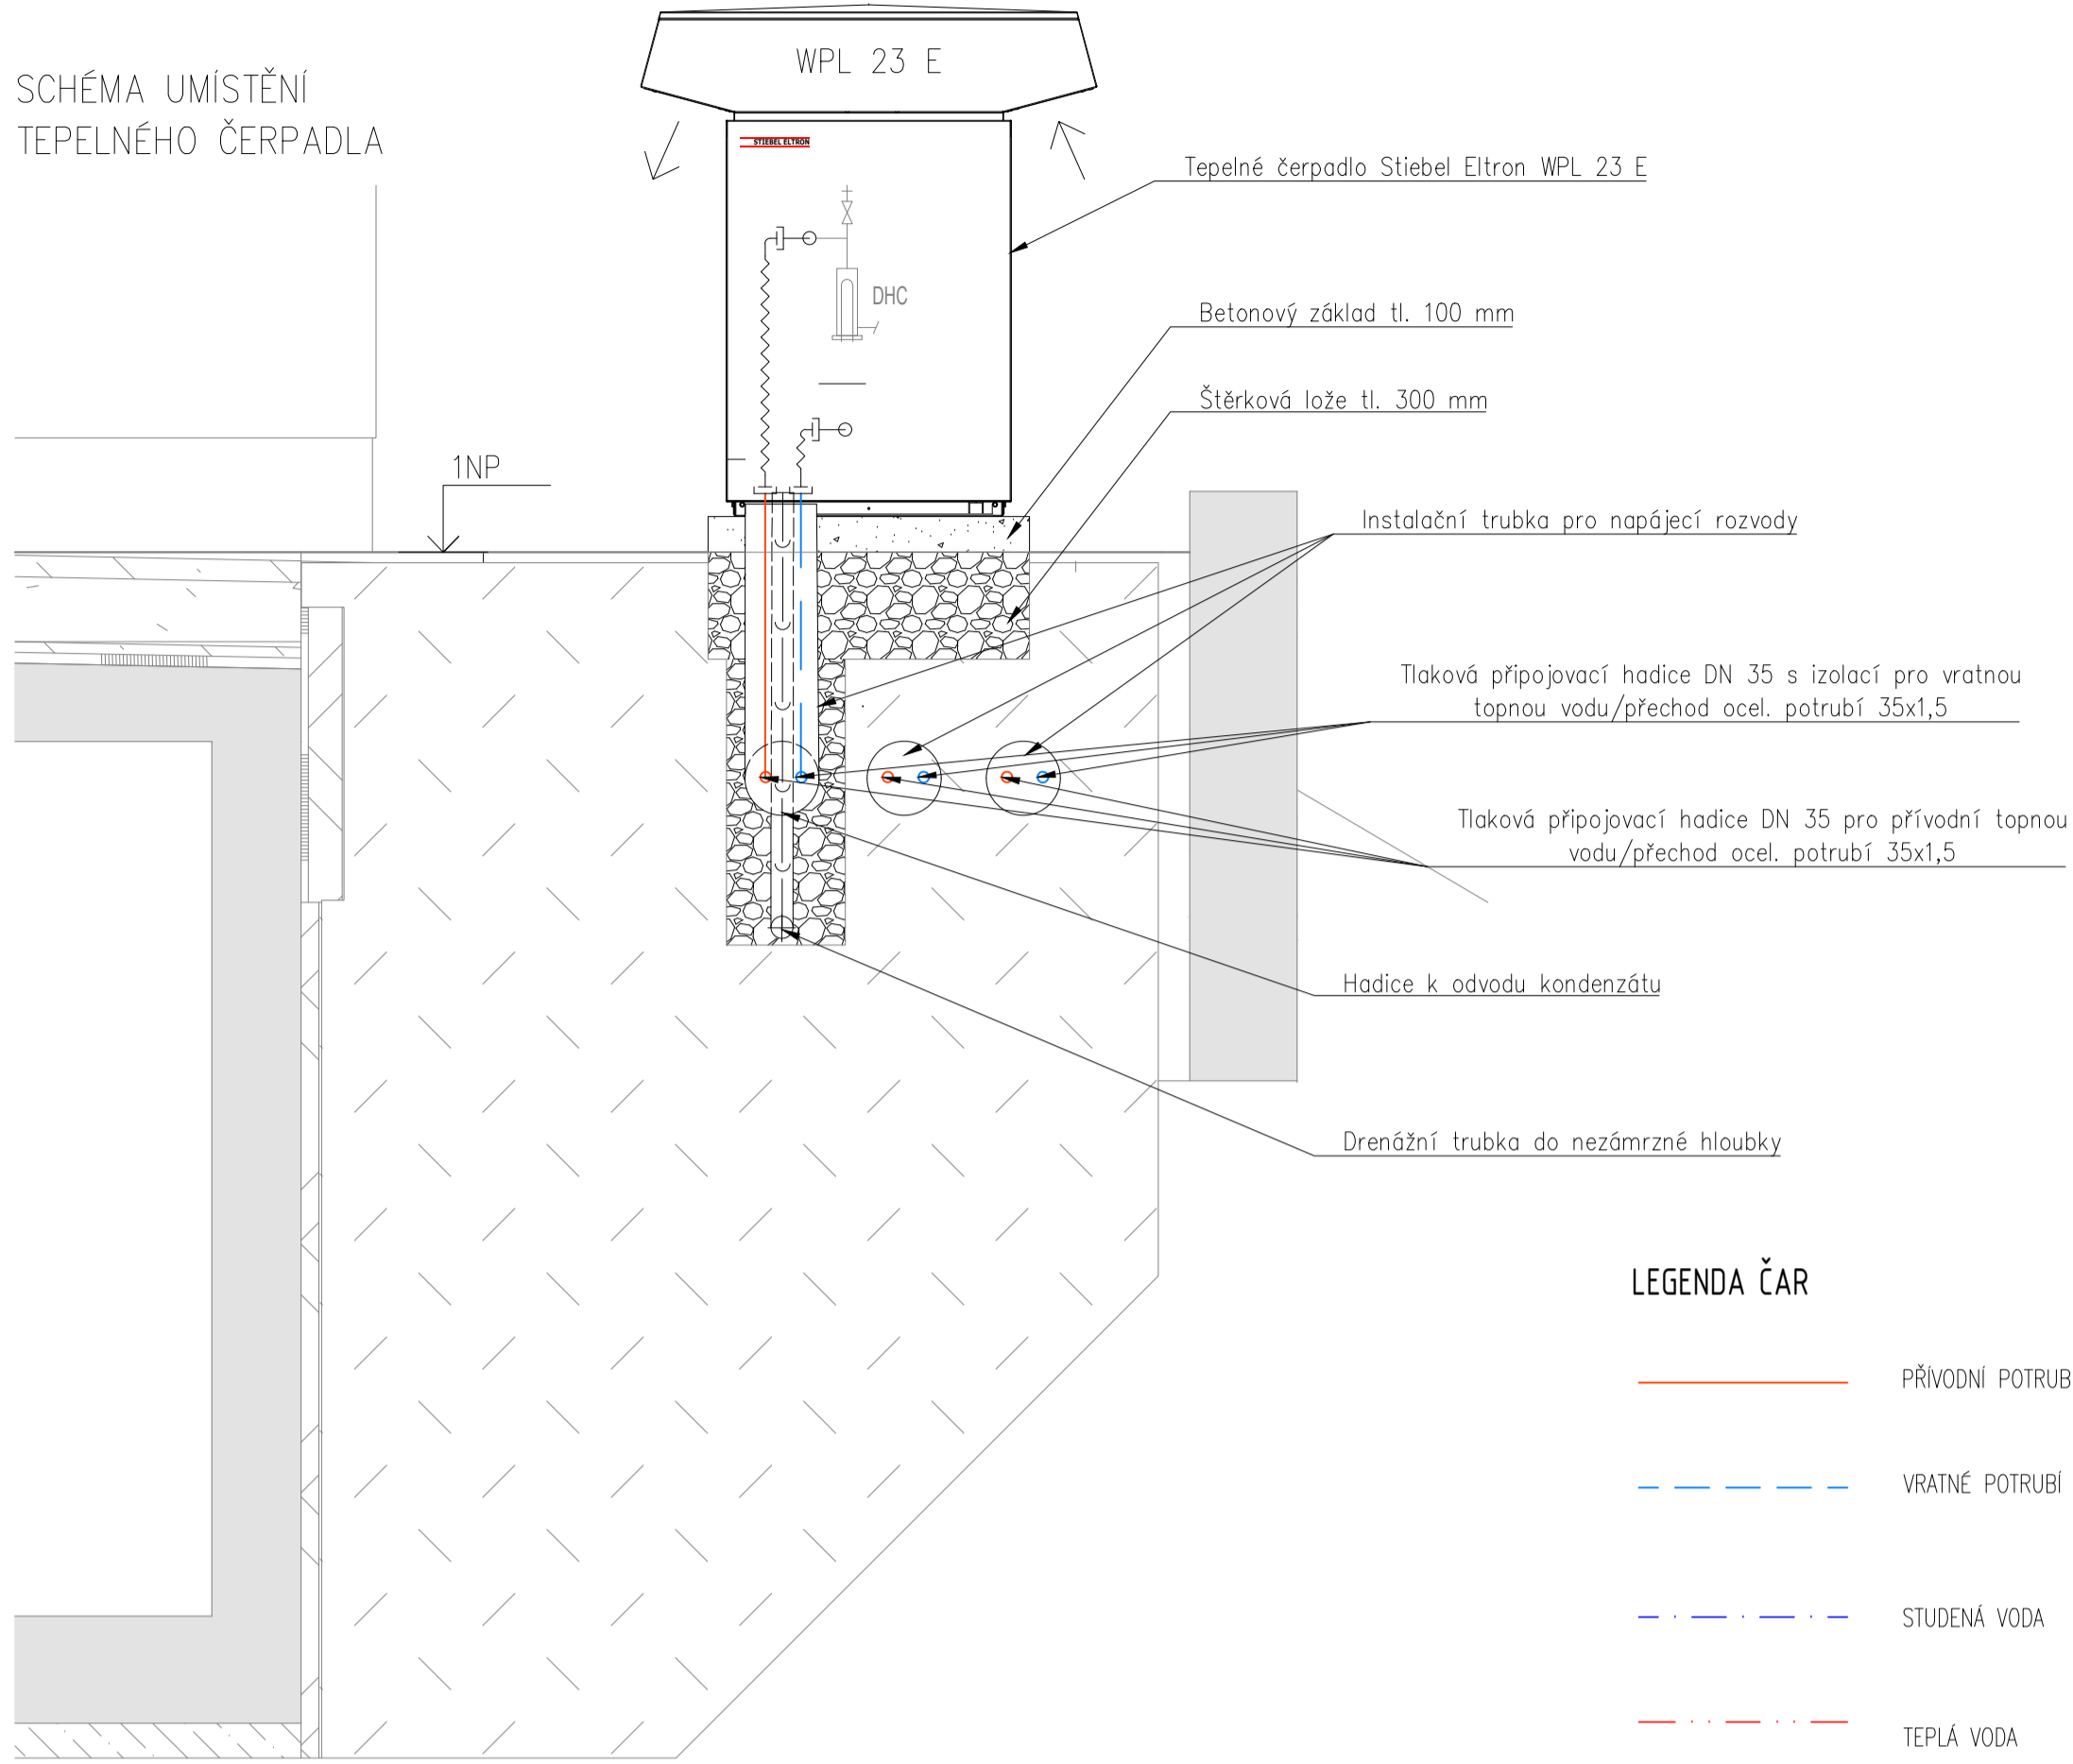 SCHÉMA UMÍSTĚNÍ
TEPELNÉHO ČERPADLA
WPL 23 E
STIEBEL ELTRON
Tepelné čerpadlo Stiebel Eltron WPL 23 E
DHC
Betonový základ tl. 100 mm
Štěrková lože tl. 300 mm
1NP
Instalační trubka pro napájecí rozvody
Tlaková připojovací hadice DN 35 s izolací pro vratnou
topnou vodu/přechod ocel. potrubí 35x1,5
Tlaková připojovací hadice DN 35 pro přívodní topnou
vodu/přechod ocel. potrubí 35x1,5
Hadice k odvodu kondenzátu
Drenážní trubka do nezámrzné hloubky
LEGENDA ČAR
PŘÍVODNÍ POTRUB
VRATNÉ POTRUBÍ
STUDENÁ VODA
TEPLÁ VODA